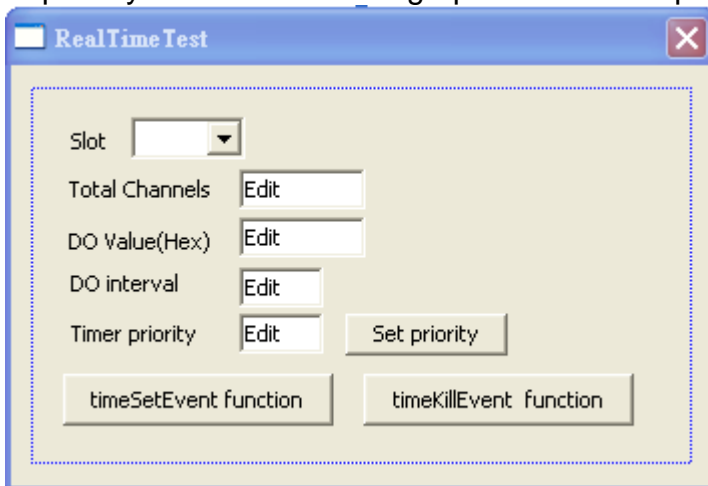 RealTimeTest
Slot
Total Channels Edit
DO Value(Hex) Edit
DO interval Edit
Timer priority Edit Set priority
timeSetEvent function timeKillEvent function